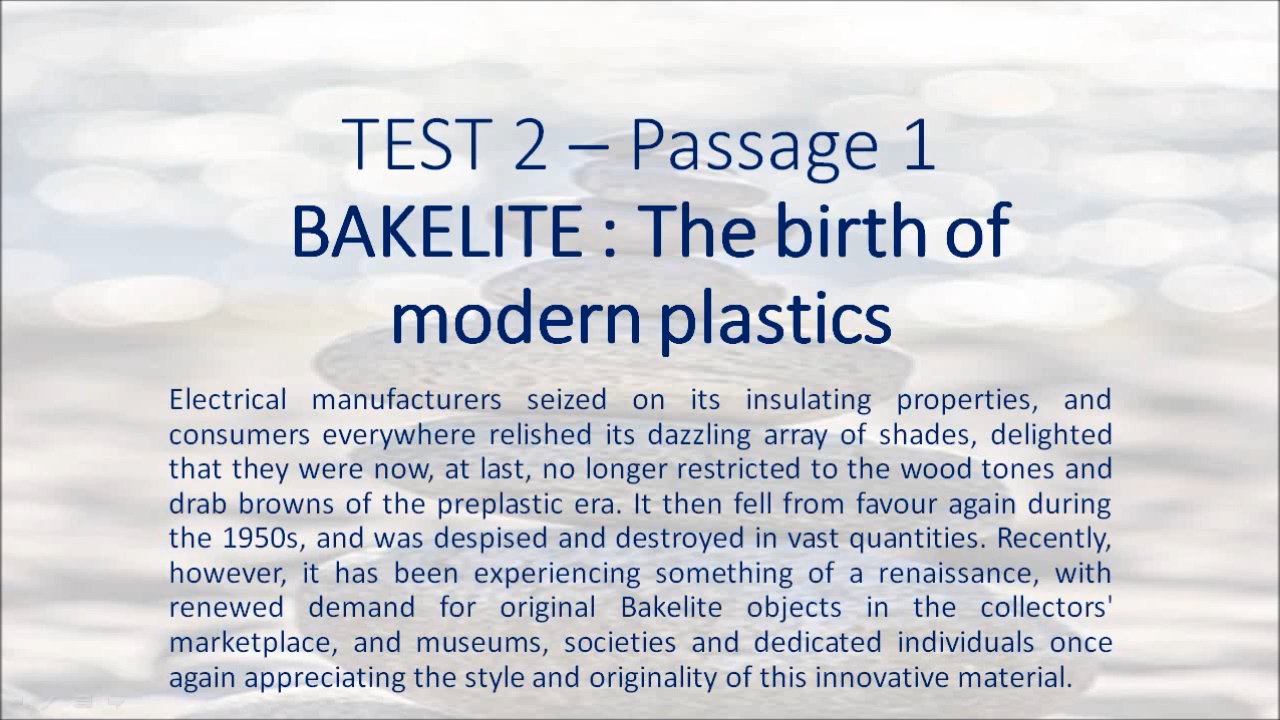 TEST 2 – Passage 1
BAKELITE : The birth of
modern plastics
Electrical manufacturers seized on its insulating properties, and
consumers everywhere relished its dazzling array of shades, delighted
that they were now, at last, no longer restricted to the wood tones and
drab browns of the preplastic era. It then fell from favour again during
the 1950s, and was despised and destroyed in vast quantities. Recently,
however, it has been experiencing something of a renaissance, with
renewed demand for original Bakelite objects in the collectors'
marketplace, and museums, societies and dedicated individuals once
again appreciating the style and originality of this innovative material.